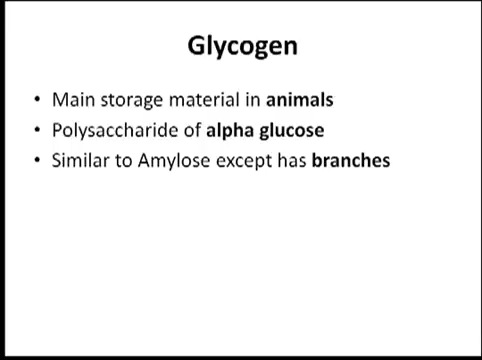 Glycogen
• Main storage material in animals
• Polysaccharide of alpha glucose
• Similar to Amylose except has branches